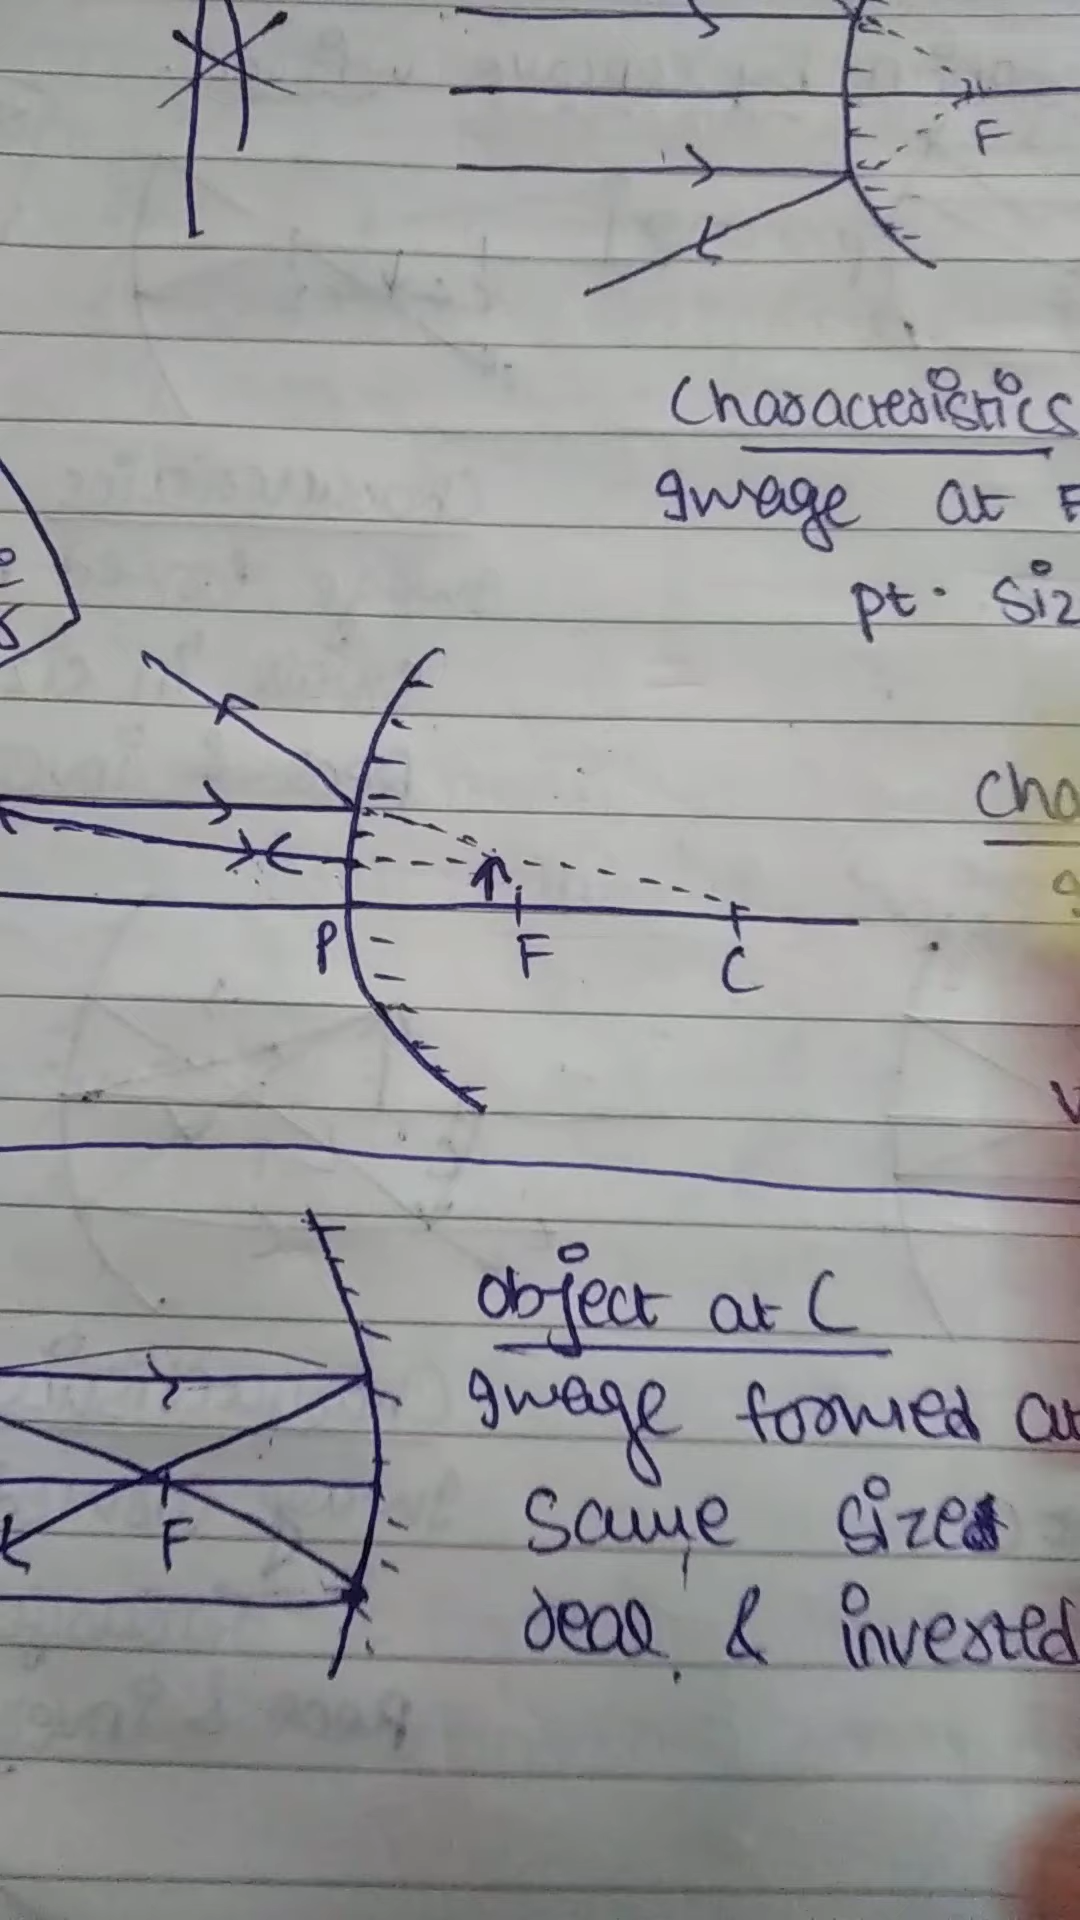 F
Characteristics
Image at F
pt. siz
P F C
Cha
object at C
Image formed at
F
Same size
real & inverted